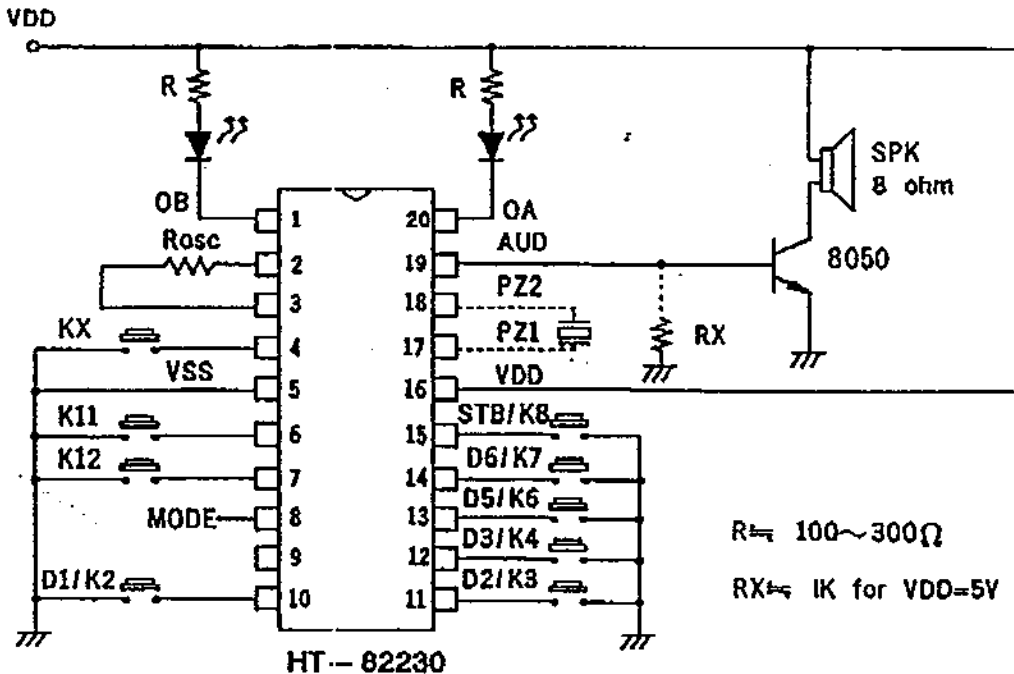 VDD
R
R
SPK
8 ohm
OB
1
20
OA
Rosc
2
19
AUD
8050
3
18
PZ2
KX
4
17
PZ1
RX
VSS
5
16
VDD
KI1
6
15
STB/K8
KI2
7
14
D6/K7
MODE
8
13
D5/K6
9
12
D3/K4
D1/K2
10
11
D2/K3
R≒ 100~300Ω
RX≒ 1K for VDD=5V
HT-82230